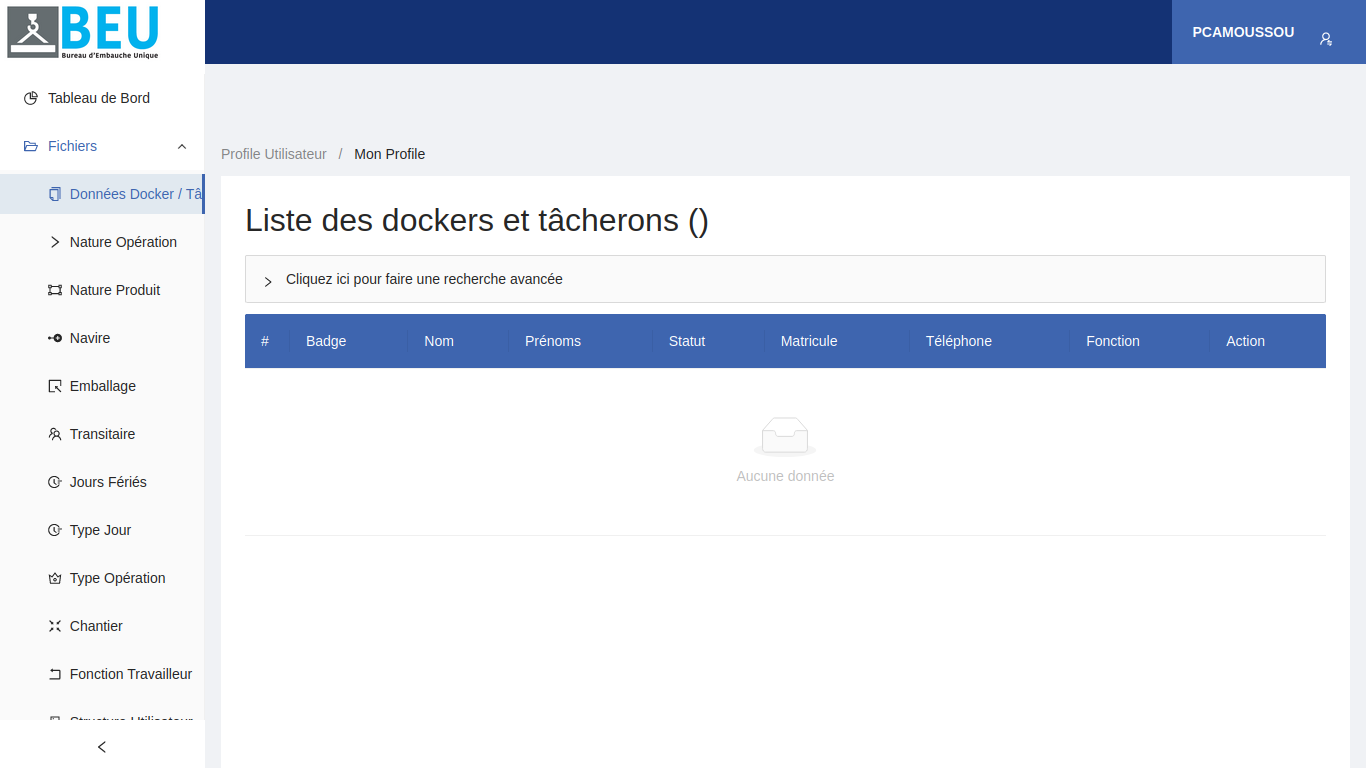 BEU
Bureau d'Embauche Unique
PCAMOUSSOU
Tableau de Bord
Fichiers
Données Docker / Tâ
Nature Opération
Nature Produit
Navire
Emballage
Transitaire
Jours Fériés
Type Jour
Type Opération
Chantier
Fonction Travailleur
Structure Utilisateur
Profile Utilisateur / Mon Profile
Liste des dockers et tâcherons ()
Cliquez ici pour faire une recherche avancée
# Badge Nom Prénoms Statut Matricule Téléphone Fonction Action
Aucune donnée